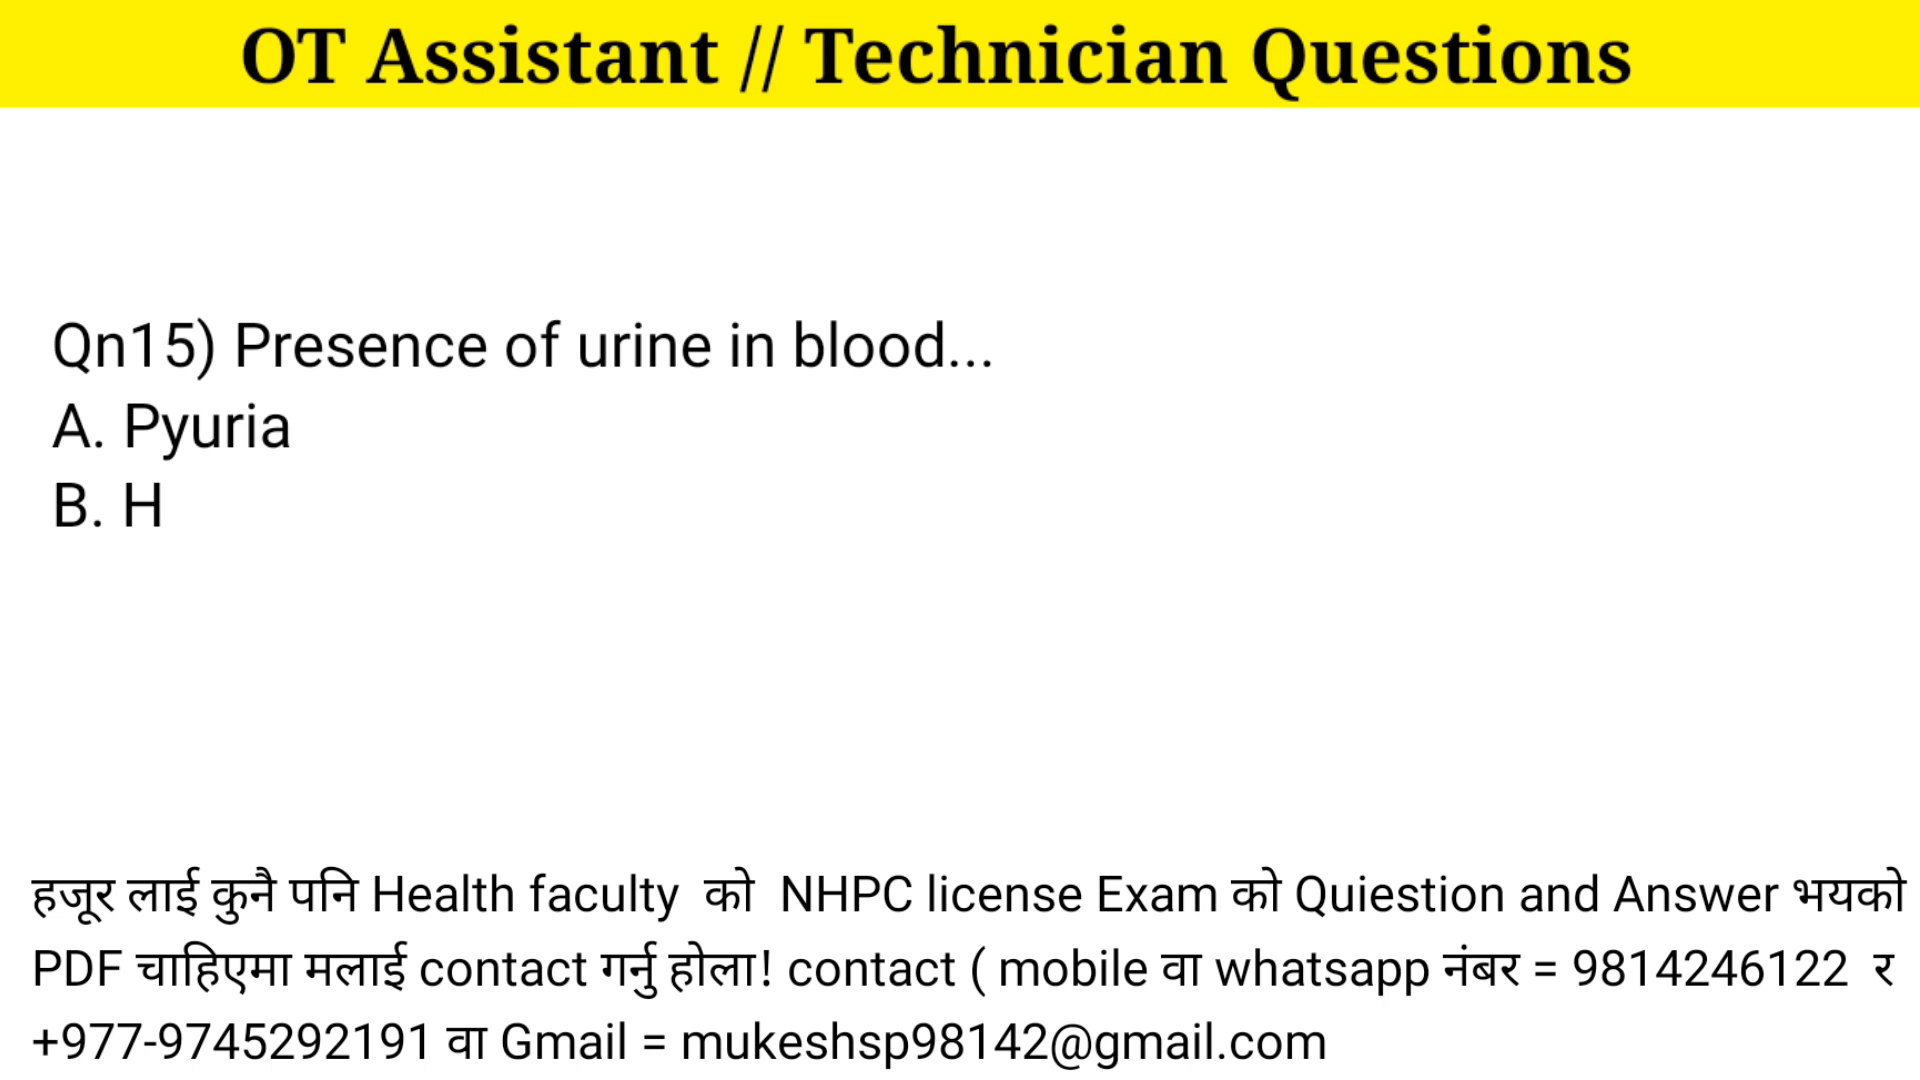 OT Assistant // Technician Questions
Qn15) Presence of urine in blood...
A. Pyuria
B. H
हजूर लाई कुनै पनि Health faculty को NHPC license Exam को Quiestion and Answer भयको
PDF चाहिएमा मलाई contact गर्नु होला! contact ( mobile वा whatsapp नंबर = 9814246122 र
+977-9745292191 वा Gmail = mukeshsp98142@gmail.com